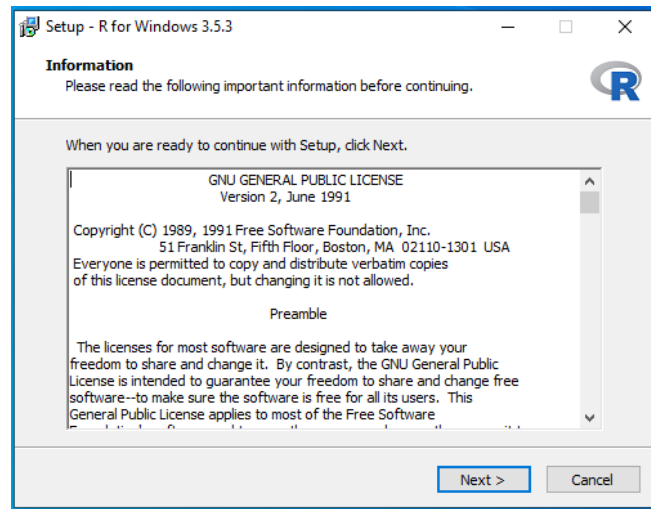 Setup - R for Windows 3.5.3
Information
Please read the following important information before continuing.
R
When you are ready to continue with Setup, click Next.
GNU GENERAL PUBLIC LICENSE
Version 2, June 1991
Copyright (C) 1989, 1991 Free Software Foundation, Inc.
51 Franklin St, Fifth Floor, Boston, MA 02110-1301 USA
Everyone is permitted to copy and distribute verbatim copies
of this license document, but changing it is not allowed.
Preamble
The licenses for most software are designed to take away your
freedom to share and change it. By contrast, the GNU General Public
License is intended to guarantee your freedom to share and change free
software--to make sure the software is free for all its users. This
General Public License applies to most of the Free Software
Next >
Cancel